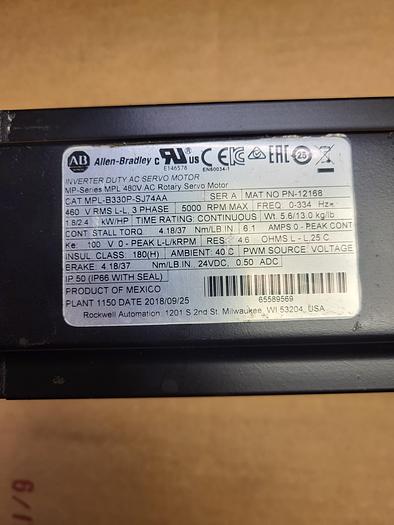 AB Allen-Bradley c UL US CE EAC 25
E146578 EN60034-1
INVERTER DUTY AC SERVO MOTOR
MP-Series MPL 480V AC Rotary Servo Motor
CAT MPL-B330P-SJ74AA SER A MAT NO PN-12168
460 V RMS L-L, 3 PHASE 5000 RPM MAX FREQ 0-334 Hz
1.8/2.4 kW/HP TIME RATING: CONTINUOUS Wt. 5.6/13.0 kg/lb
CONT STALL TORQ 4.18/37 Nm/LB IN 6.1 AMPS 0 - PEAK CONT
Ke: 100 V 0 - PEAK L-L/kRPM RES: 4.6 OHMS L - L,25 C
INSUL CLASS: 180(H) AMBIENT: 40 C PWM SOURCE: VOLTAGE
BRAKE: 4.18/37 Nm/LB.IN. 24VDC, 0.50 ADC
IP 50 (IP66 WITH SEAL)
PRODUCT OF MEXICO
PLANT 1150 DATE 2018/09/25 65589569
Rockwell Automation: 1201 S 2nd St. Milwaukee, WI 53204, USA
1/9